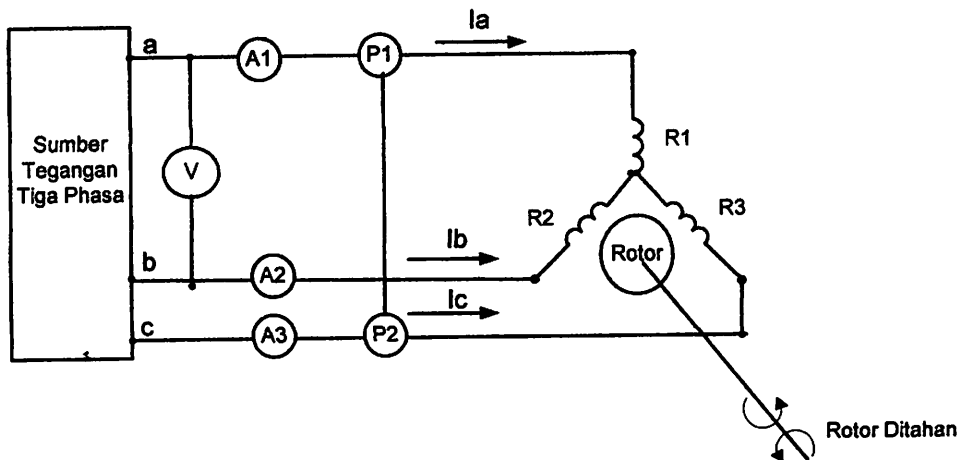 Sumber
Tegangan
Tiga Phasa
a
A1
P1
Ia
V
R1
R2
R3
Rotor
b
A2
Ib
c
A3
P2
Ic
Rotor Ditahan